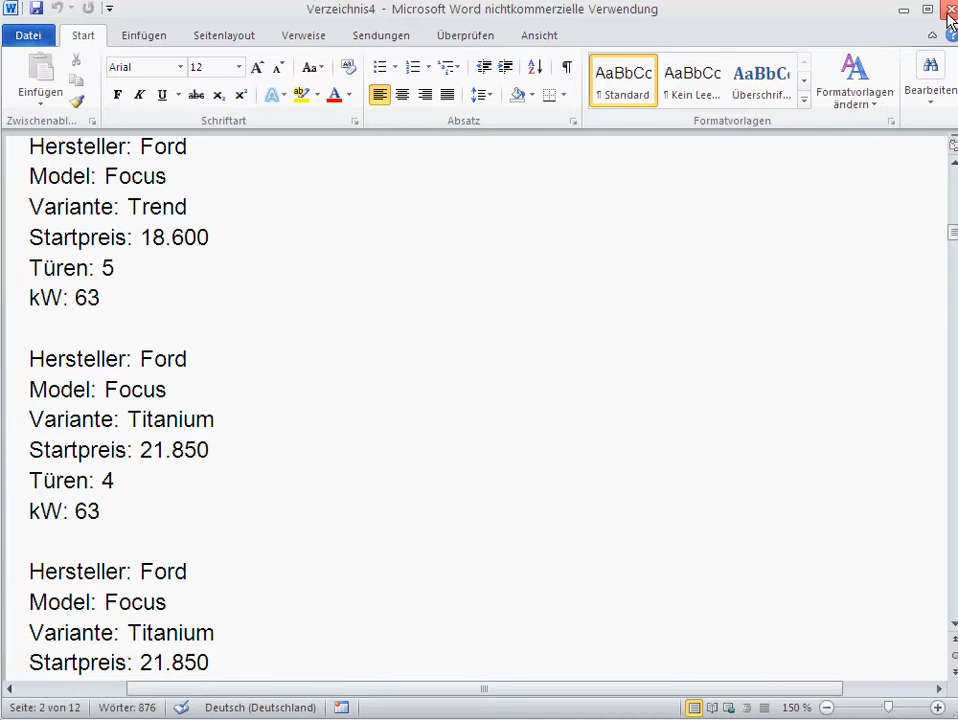 Verzeichnis4 - Microsoft Word nichtkommerzielle Verwendung
Datei Start Einfügen Seitenlayout Verweise Sendungen Überprüfen Ansicht
Einfügen
Arial 12
AaBbCc AaBbCc AaBbC
Standard Kein Lee... Überschrif...
Formatvorlagen ändern
Bearbeiten
Zwischenabl... Schriftart Absatz Formatvorlagen
Hersteller: Ford
Model: Focus
Variante: Trend
Startpreis: 18.600
Türen: 5
kW: 63
Hersteller: Ford
Model: Focus
Variante: Titanium
Startpreis: 21.850
Türen: 4
kW: 63
Hersteller: Ford
Model: Focus
Variante: Titanium
Startpreis: 21.850
Seite: 2 von 12 Wörter: 876 Deutsch (Deutschland) 150 %